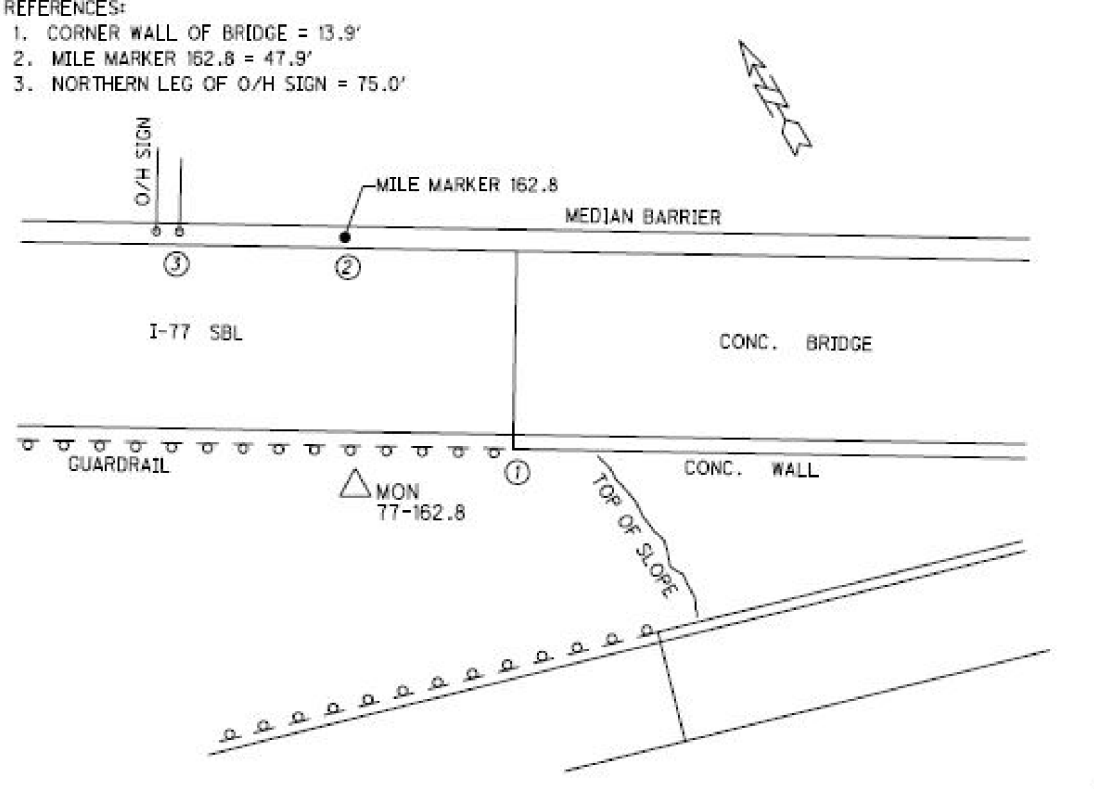 REFERENCES:
1. CORNER WALL OF BRIDGE = 13.9'
2. MILE MARKER 162.8 = 47.9'
3. NORTHERN LEG OF O/H SIGN = 75.0'
O/H SIGN
MILE MARKER 162.8
MEDIAN BARRIER
3
2
I-77 SBL
CONC. BRIDGE
GUARDRAIL
1
CONC. WALL
MON
77-162.8
TOP OF SLOPE